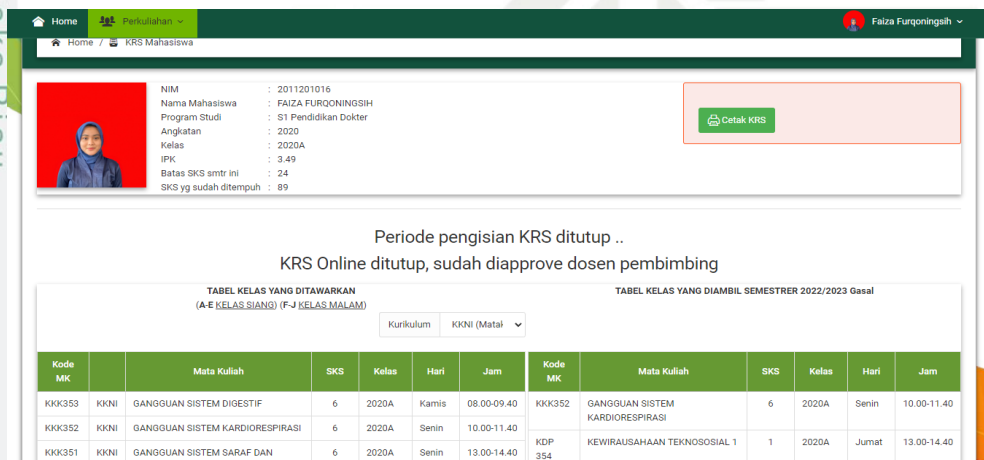 Home
Perkuliahan
Faiza Furqoningsih
Home / KRS Mahasiswa
NIM : 2011201016
Nama Mahasiswa : FAIZA FURQONINGSIH
Program Studi : S1 Pendidikan Dokter
Angkatan : 2020
Kelas : 2020A
IPK : 3.49
Batas SKS smtr ini : 24
SKS yg sudah ditempuh : 89
Cetak KRS
Periode pengisian KRS ditutup ..
KRS Online ditutup, sudah diapprove dosen pembimbing
TABEL KELAS YANG DITAWARKAN
(A-E KELAS SIANG) (F-J KELAS MALAM)
Kurikulum KKNI (Matal
Kode MK Mata Kuliah SKS Kelas Hari Jam
KKK353 KKNI GANGGUAN SISTEM DIGESTIF 6 2020A Kamis 08.00-09.40
KKK352 KKNI GANGGUAN SISTEM KARDIORESPIRASI 6 2020A Senin 10.00-11.40
KKK351 KKNI GANGGUAN SISTEM SARAF DAN 6 2020A Senin 13.00-14.40
TABEL KELAS YANG DIAMBIL SEMESTRER 2022/2023 Gasal
Kode MK Mata Kuliah SKS Kelas Hari Jam
KKK352 GANGGUAN SISTEM KARDIORESPIRASI 6 2020A Senin 10.00-11.40
KDP 354 KEWIRAUSAHAAN TEKNOSOSIAL 1 1 2020A Jumat 13.00-14.40